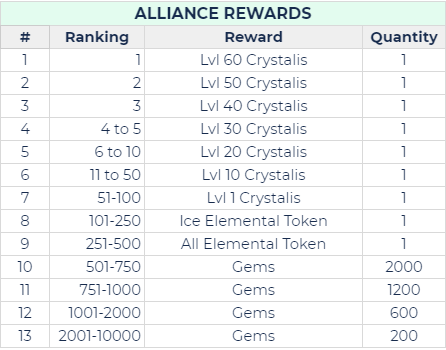 ALLIANCE REWARDS
# Ranking Reward Quantity
1 1 Lvl 60 Crystalis 1
2 2 Lvl 50 Crystalis 1
3 3 Lvl 40 Crystalis 1
4 4 to 5 Lvl 30 Crystalis 1
5 6 to 10 Lvl 20 Crystalis 1
6 11 to 50 Lvl 10 Crystalis 1
7 51-100 Lvl 1 Crystalis 1
8 101-250 Ice Elemental Token 1
9 251-500 All Elemental Token 1
10 501-750 Gems 2000
11 751-1000 Gems 1200
12 1001-2000 Gems 600
13 2001-10000 Gems 200